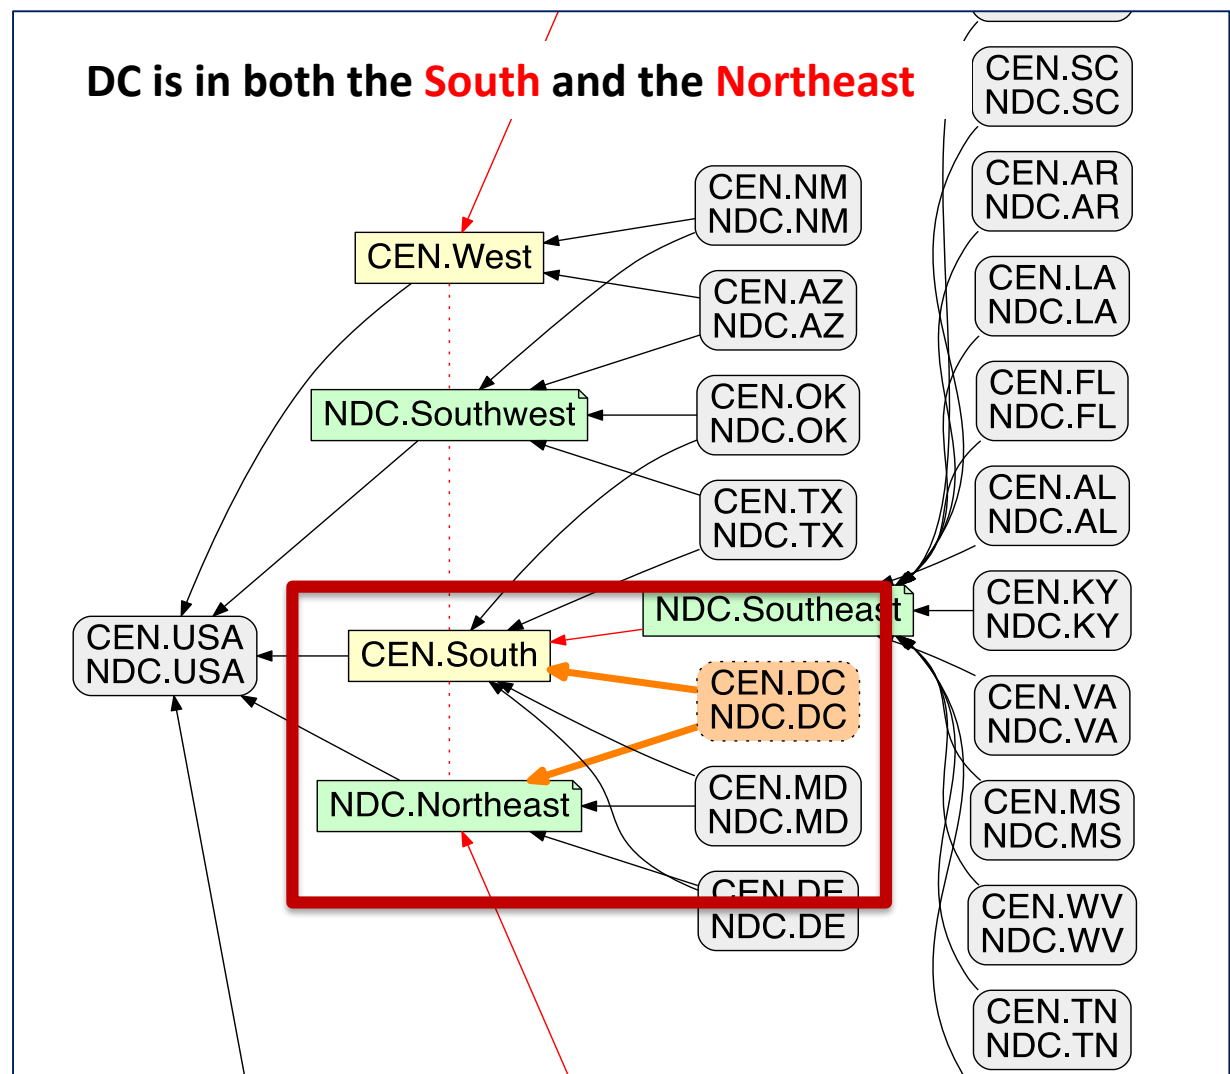 DC is in both the South and the Northeast
CEN.West
NDC.Southwest
CEN.USA
NDC.USA
CEN.South
NDC.Northeast
CEN.NM
NDC.NM
CEN.AZ
NDC.AZ
CEN.OK
NDC.OK
CEN.TX
NDC.TX
NDC.Southeast
CEN.DC
NDC.DC
CEN.MD
NDC.MD
CEN.DE
NDC.DE
CEN.SC
NDC.SC
CEN.AR
NDC.AR
CEN.LA
NDC.LA
CEN.FL
NDC.FL
CEN.AL
NDC.AL
CEN.KY
NDC.KY
CEN.VA
NDC.VA
CEN.MS
NDC.MS
CEN.WV
NDC.WV
CEN.TN
NDC.TN